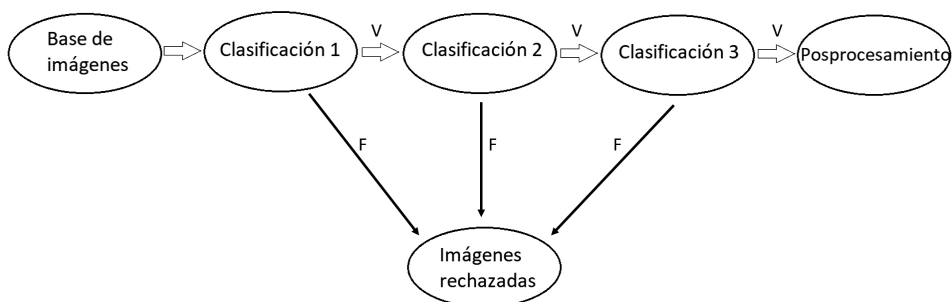 Base de
imágenes
Clasificación 1
V
Clasificación 2
V
Clasificación 3
V
Posprocesamiento
F
F
F
Imágenes
rechazadas